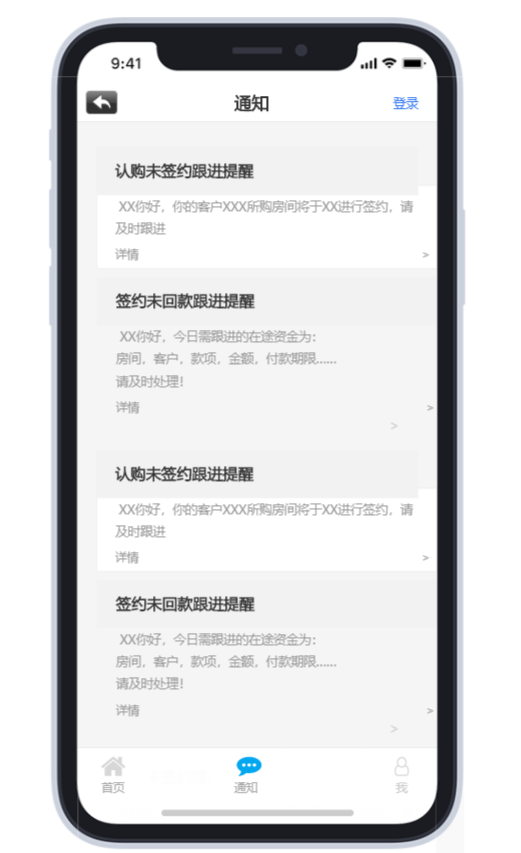 9:41
通知
登录
认购未签约跟进提醒
XX你好，你的客户XXX所购房间将于XX进行签约，请
及时跟进
详情 >
签约未回款跟进提醒
XX你好，今日需跟进的在途资金为：
房间，客户，款项，金额，付款期限......
请及时处理！
详情 >
>
认购未签约跟进提醒
XX你好，你的客户XXX所购房间将于XX进行签约，请
及时跟进
详情 >
签约未回款跟进提醒
XX你好，今日需跟进的在途资金为：
房间，客户，款项，金额，付款期限......
请及时处理！
详情 >
>
首页
通知
我